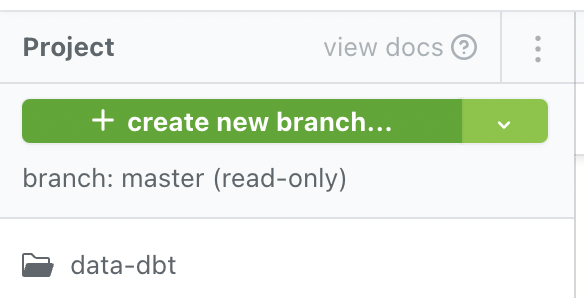 Project view docs ?
+ create new branch...
branch: master (read-only)
data-dbt